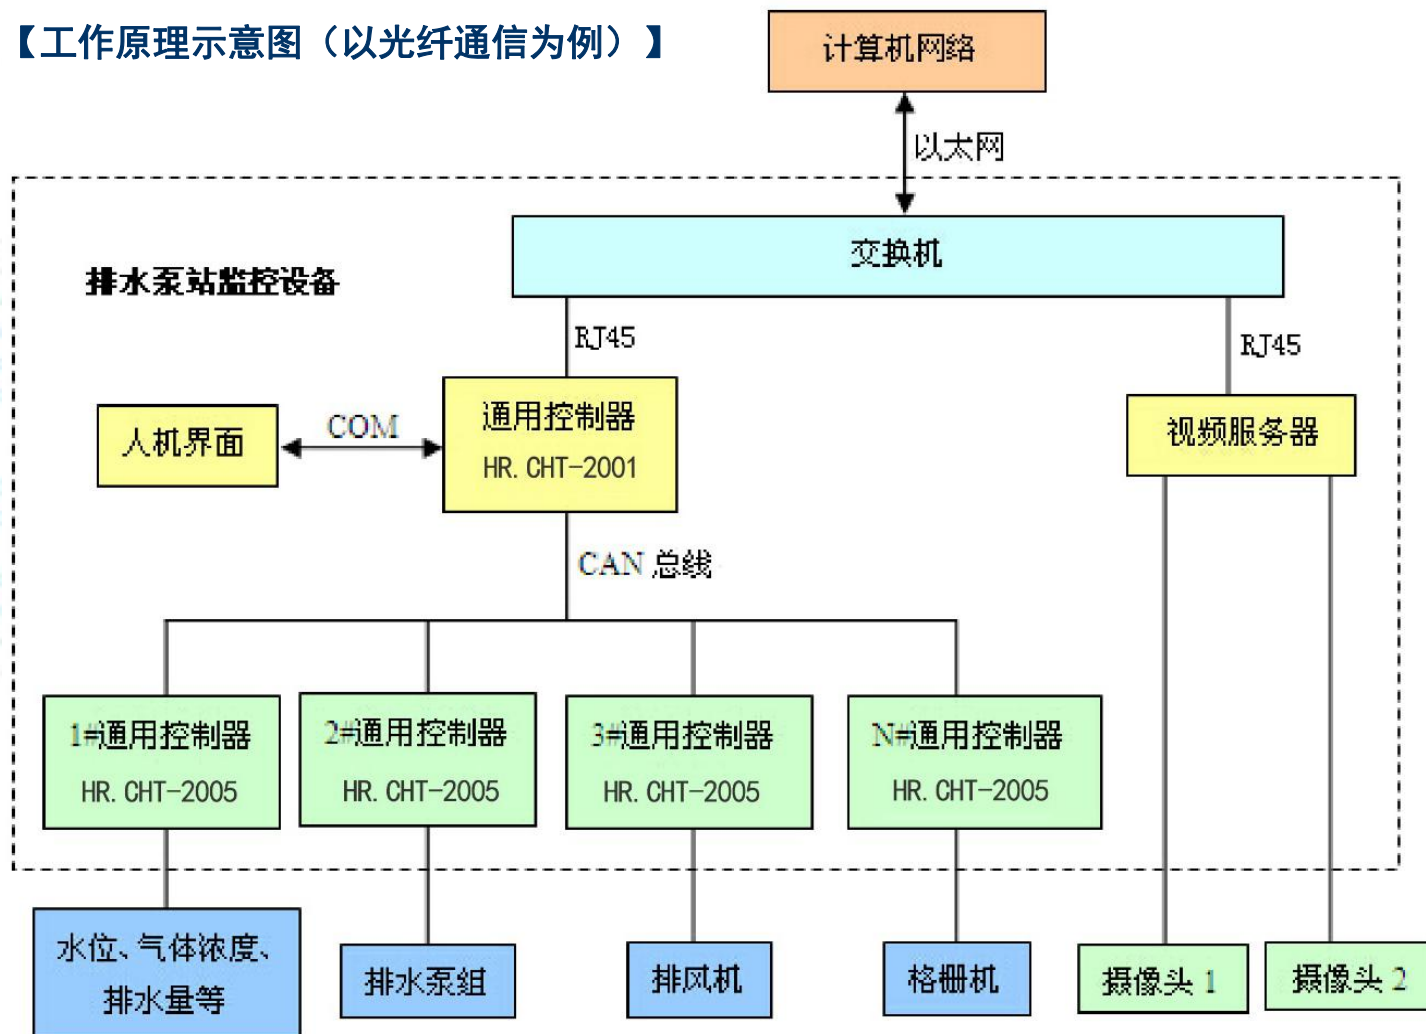 【工作原理示意图（以光纤通信为例）】
计算机网络
以太网
交换机
排水泵站监控设备
RJ45
RJ45
人机界面
COM
通用控制器
HR. CHT-2001
视频服务器
CAN 总线
1#通用控制器
HR. CHT-2005
2#通用控制器
HR. CHT-2005
3#通用控制器
HR. CHT-2005
N#通用控制器
HR. CHT-2005
水位、气体浓度、
排水量等
排水泵组
排风机
格栅机
摄像头 1
摄像头 2